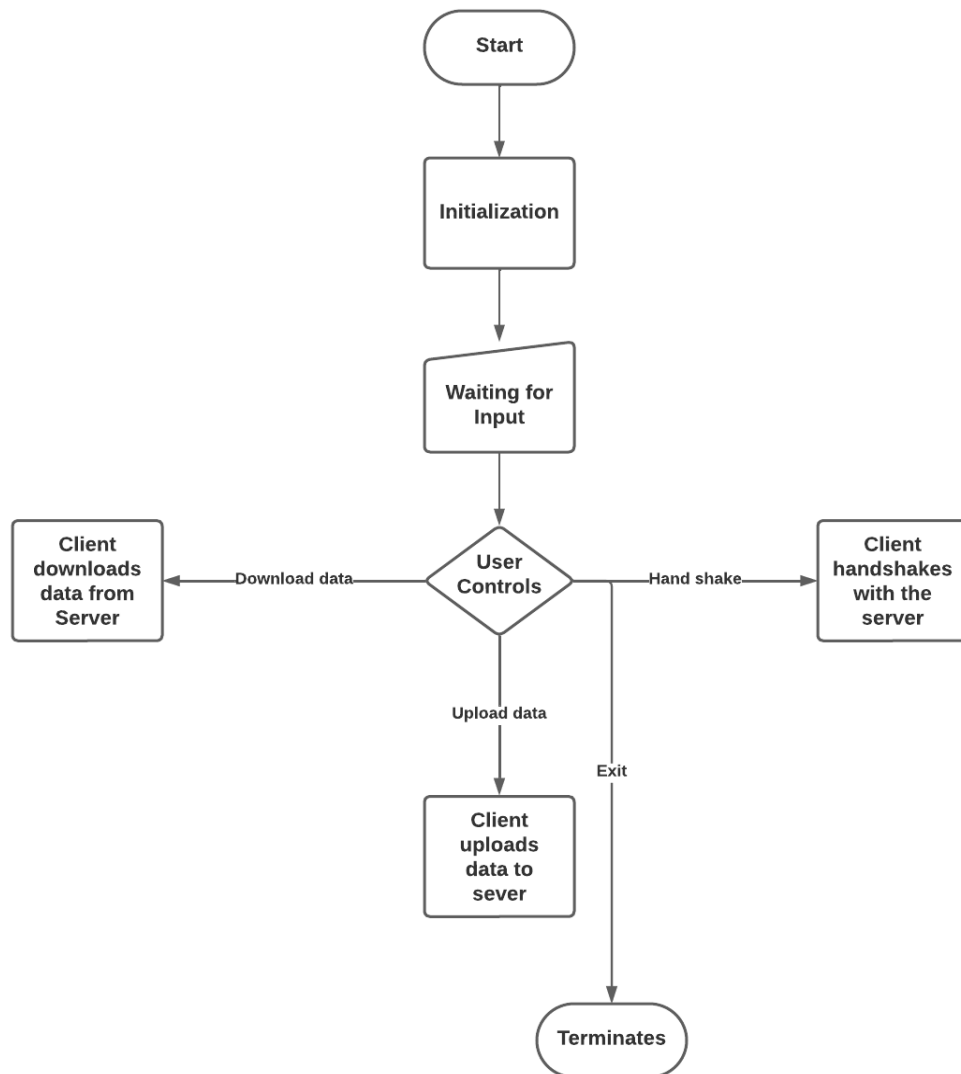 Start
Initialization
Waiting for
Input
User
Controls
Download data
Client
downloads
data from
Server
Hand shake
Client
handshakes
with the
server
Upload data
Client
uploads
data to
sever
Exit
Terminates